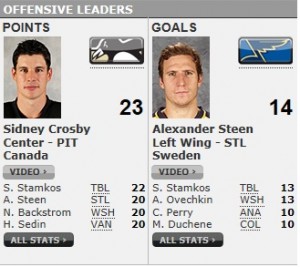 OFFENSIVE LEADERS
POINTS
23
Sidney Crosby
Center - PIT
Canada
VIDEO ›
S. Stamkos TBL 22
A. Steen STL 20
N. Backstrom WSH 20
H. Sedin VAN 20
ALL STATS ›
GOALS
14
Alexander Steen
Left Wing - STL
Sweden
VIDEO ›
S. Stamkos TBL 13
A. Ovechkin WSH 13
C. Perry ANA 10
M. Duchene COL 10
ALL STATS ›